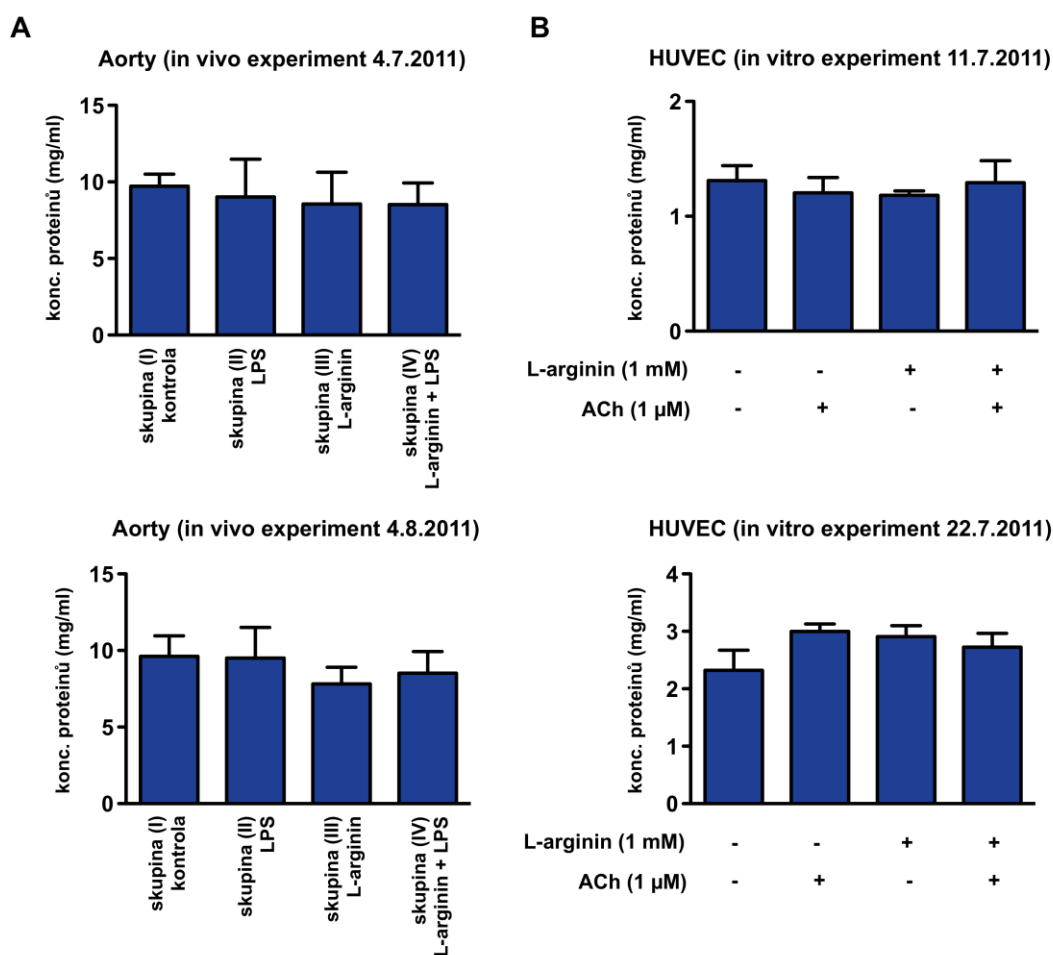 A
Aorty (in vivo experiment 4.7.2011)
konc. proteinů (mg/ml)
15
10
5
0
skupina (I)
kontrola
skupina (II)
LPS
skupina (III)
L-arginin
skupina (IV)
L-arginin + LPS
B
HUVEC (in vitro experiment 11.7.2011)
konc. proteinů (mg/ml)
2
1
0
L-arginin (1 mM) - - + +
ACh (1 µM) - + - +
Aorty (in vivo experiment 4.8.2011)
konc. proteinů (mg/ml)
15
10
5
0
skupina (I)
kontrola
skupina (II)
LPS
skupina (III)
L-arginin
skupina (IV)
L-arginin + LPS
HUVEC (in vitro experiment 22.7.2011)
konc. proteinů (mg/ml)
4
3
2
1
0
L-arginin (1 mM) - - + +
ACh (1 µM) - + - +